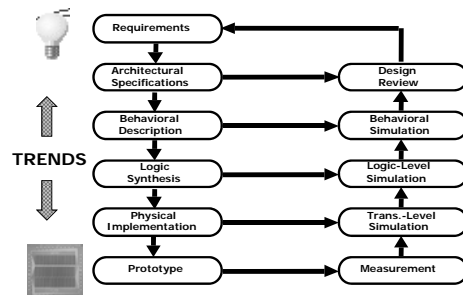 Requirements
Architectural
Specifications
Design
Review
Behavioral
Description
Behavioral
Simulation
TRENDS
Logic
Synthesis
Logic-Level
Simulation
Physical
Implementation
Trans.-Level
Simulation
Prototype
Measurement